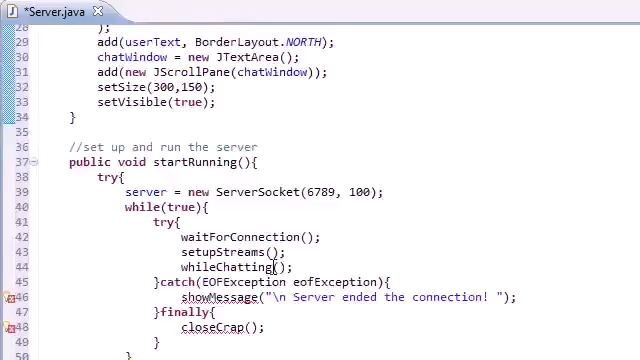 *Server.java
28 );
29 add(userText, BorderLayout.NORTH);
30 chatWindow = new JTextArea();
31 add(new JScrollPane(chatWindow));
32 setSize(300,150);
33 setVisible(true);
34 }
35
36 //set up and run the server
37 public void startRunning(){
38 try{
39 server = new ServerSocket(6789, 100);
40 while(true){
41 try{
42 waitForConnection();
43 setupStreams();
44 whileChatting();
45 }catch(EOFException eofException){
46 showMessage("\n Server ended the connection! ");
47 }finally{
48 closeCrap();
49 }
50 }